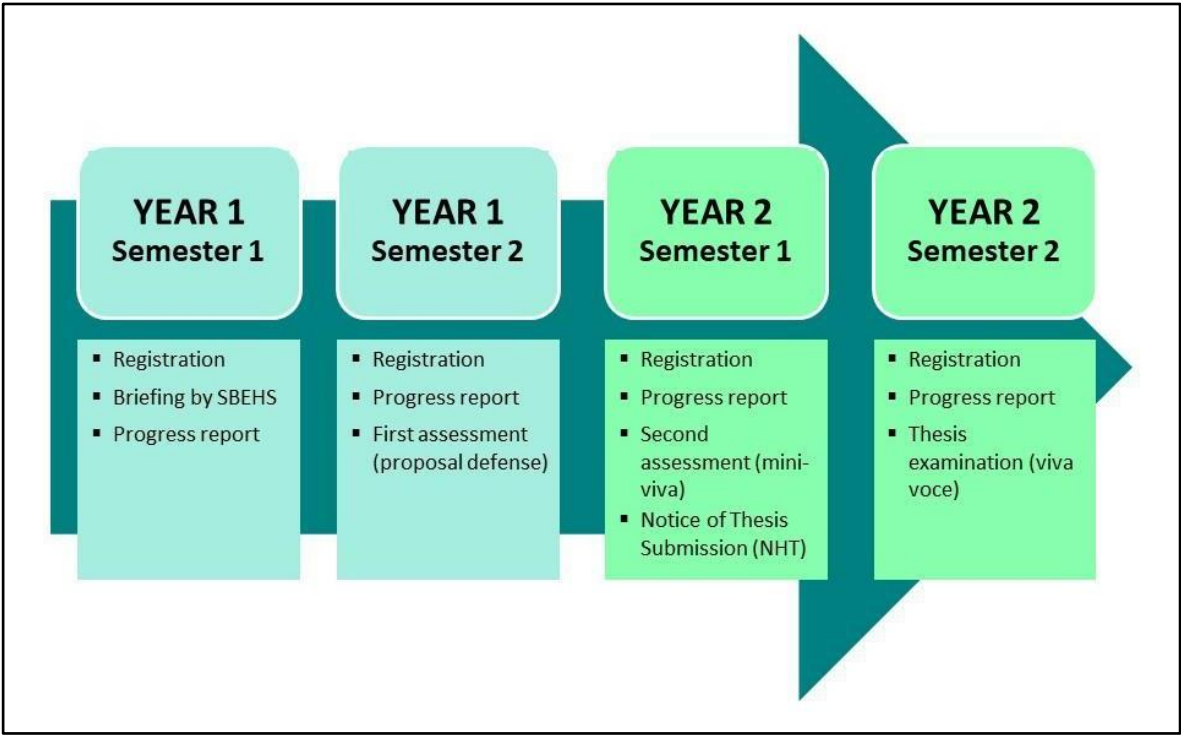 YEAR 1
Semester 1
▪ Registration
▪ Briefing by SBEHS
▪ Progress report
YEAR 1
Semester 2
▪ Registration
▪ Progress report
▪ First assessment
(proposal defense)
YEAR 2
Semester 1
▪ Registration
▪ Progress report
▪ Second
assessment (mini-
viva)
▪ Notice of Thesis
Submission (NHT)
YEAR 2
Semester 2
▪ Registration
▪ Progress report
▪ Thesis
examination (viva
voce)